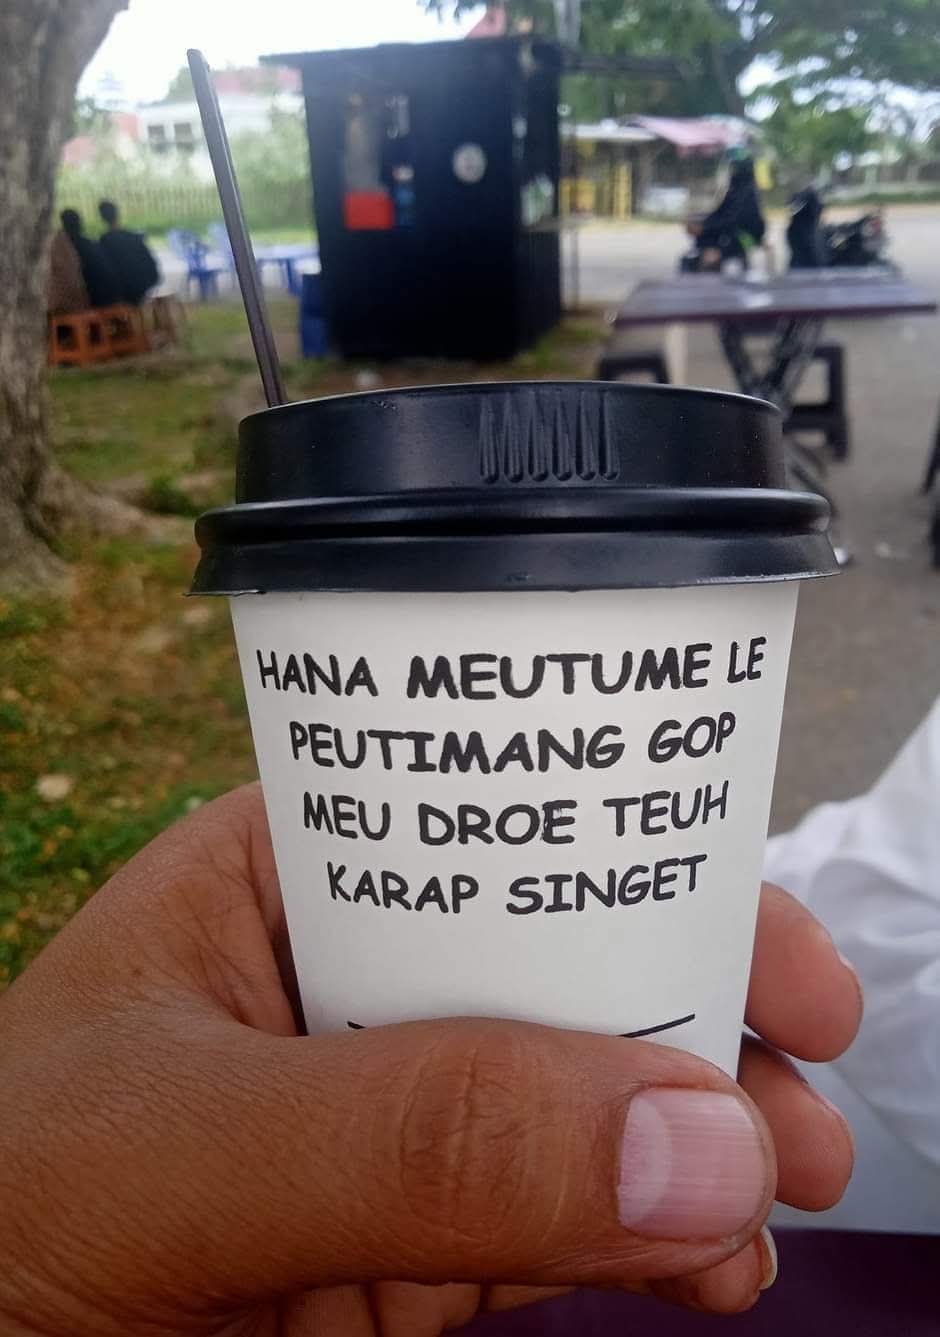 HANA MEUTUME LE
PEUTIMANG GOP
MEU DROE TEUH
KARAP SINGET